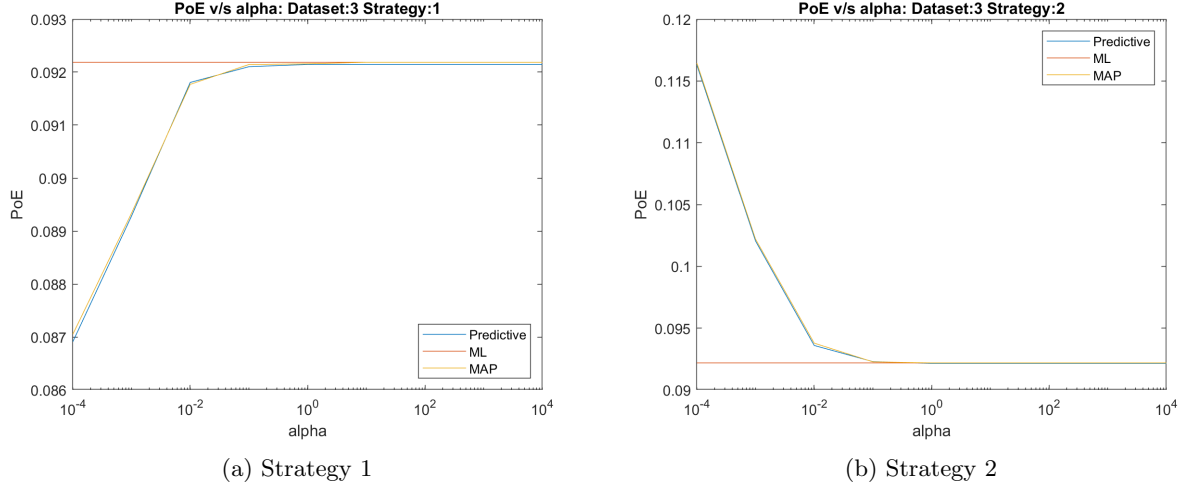 PoE v/s alpha: Dataset:3 Strategy:1
0.093
0.092
0.091
0.09
0.089
0.088
0.087
0.086
PoE
10^-4
10^-2
10^0
10^2
10^4
alpha
Predictive
ML
MAP
(a) Strategy 1
PoE v/s alpha: Dataset:3 Strategy:2
0.12
0.115
0.11
0.105
0.1
0.095
0.09
PoE
10^-4
10^-2
10^0
10^2
10^4
alpha
Predictive
ML
MAP
(b) Strategy 2